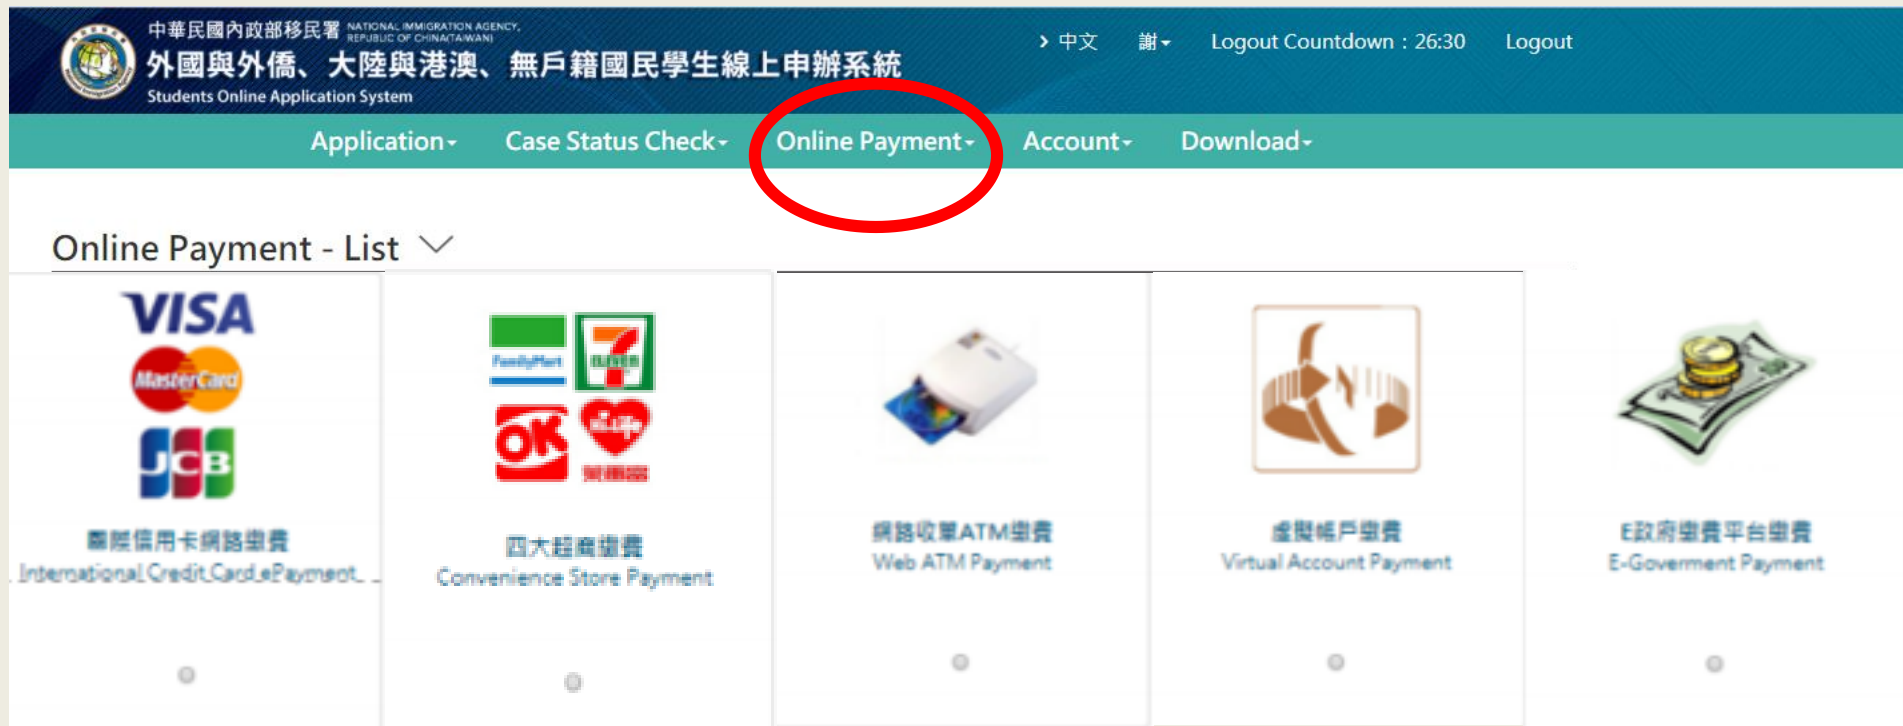 中華民國內政部移民署 NATIONAL IMMIGRATION AGENCY,
REPUBLIC OF CHINA(TAIWAN)
外國與外僑、大陸與港澳、無戶籍國民學生線上申辦系統
Students Online Application System
中文 謝 Logout Countdown：26:30 Logout
Application Case Status Check Online Payment Account Download
Online Payment - List
VISA
MasterCard
JCB
FamilyMart
ELEVEN
OK
Hi-Life
國際信用卡網路繳費
International Credit Card ePayment
四大超商繳費
Convenience Store Payment
網路收單ATM繳費
Web ATM Payment
虛擬帳戶繳費
Virtual Account Payment
E政府繳費平台繳費
E-Goverment Payment